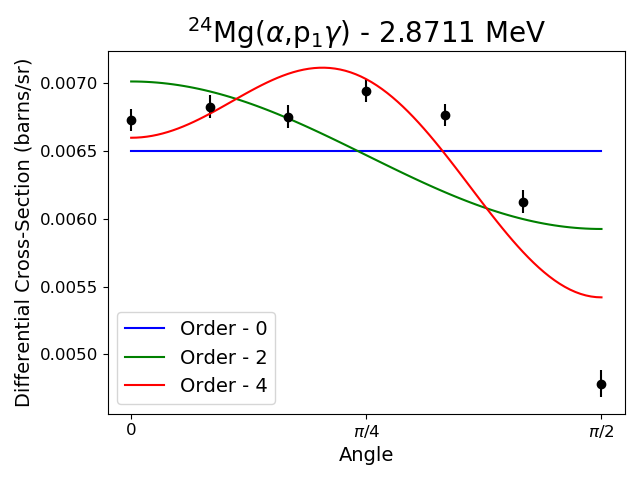 ²⁴Mg(α,p₁γ) - 2.8711 MeV
Differential Cross-Section (barns/sr)
0.0070
0.0065
0.0060
0.0055
0.0050
Order - 0
Order - 2
Order - 4
0
π/4
π/2
Angle